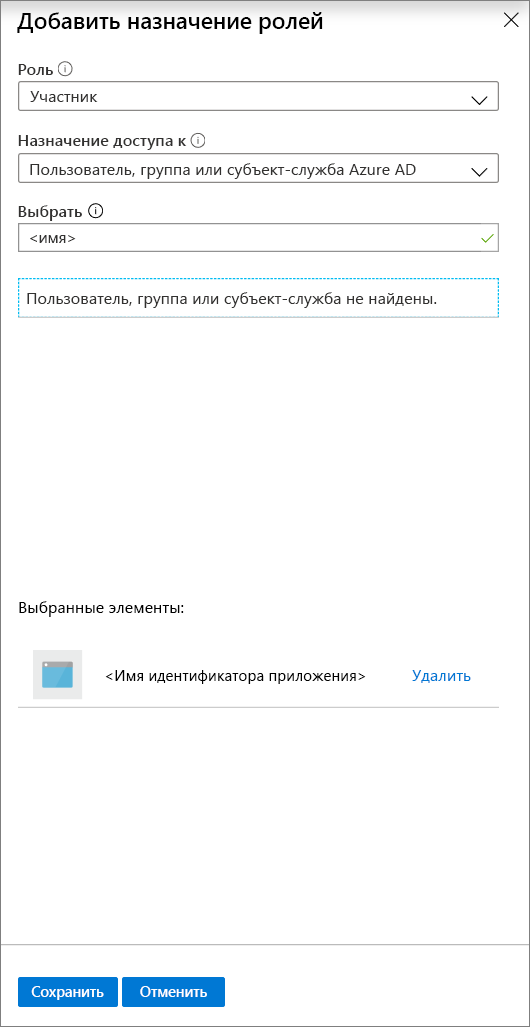 Добавить назначение ролей
Роль
Участник
Назначение доступа к
Пользователь, группа или субъект-служба Azure AD
Выбрать
<имя>
Пользователь, группа или субъект-служба не найдены.
Выбранные элементы:
<Имя идентификатора приложения> Удалить
Сохранить Отменить